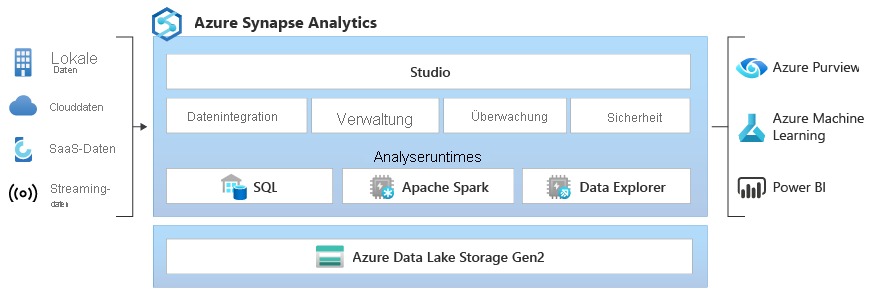 Azure Synapse Analytics
Lokale
Daten
Clouddaten
SaaS-Daten
Streaming-
daten
Studio
Datenintegration
Verwaltung
Überwachung
Sicherheit
Analyseruntimes
SQL
Apache Spark
Data Explorer
Azure Data Lake Storage Gen2
Azure Purview
Azure Machine
Learning
Power BI